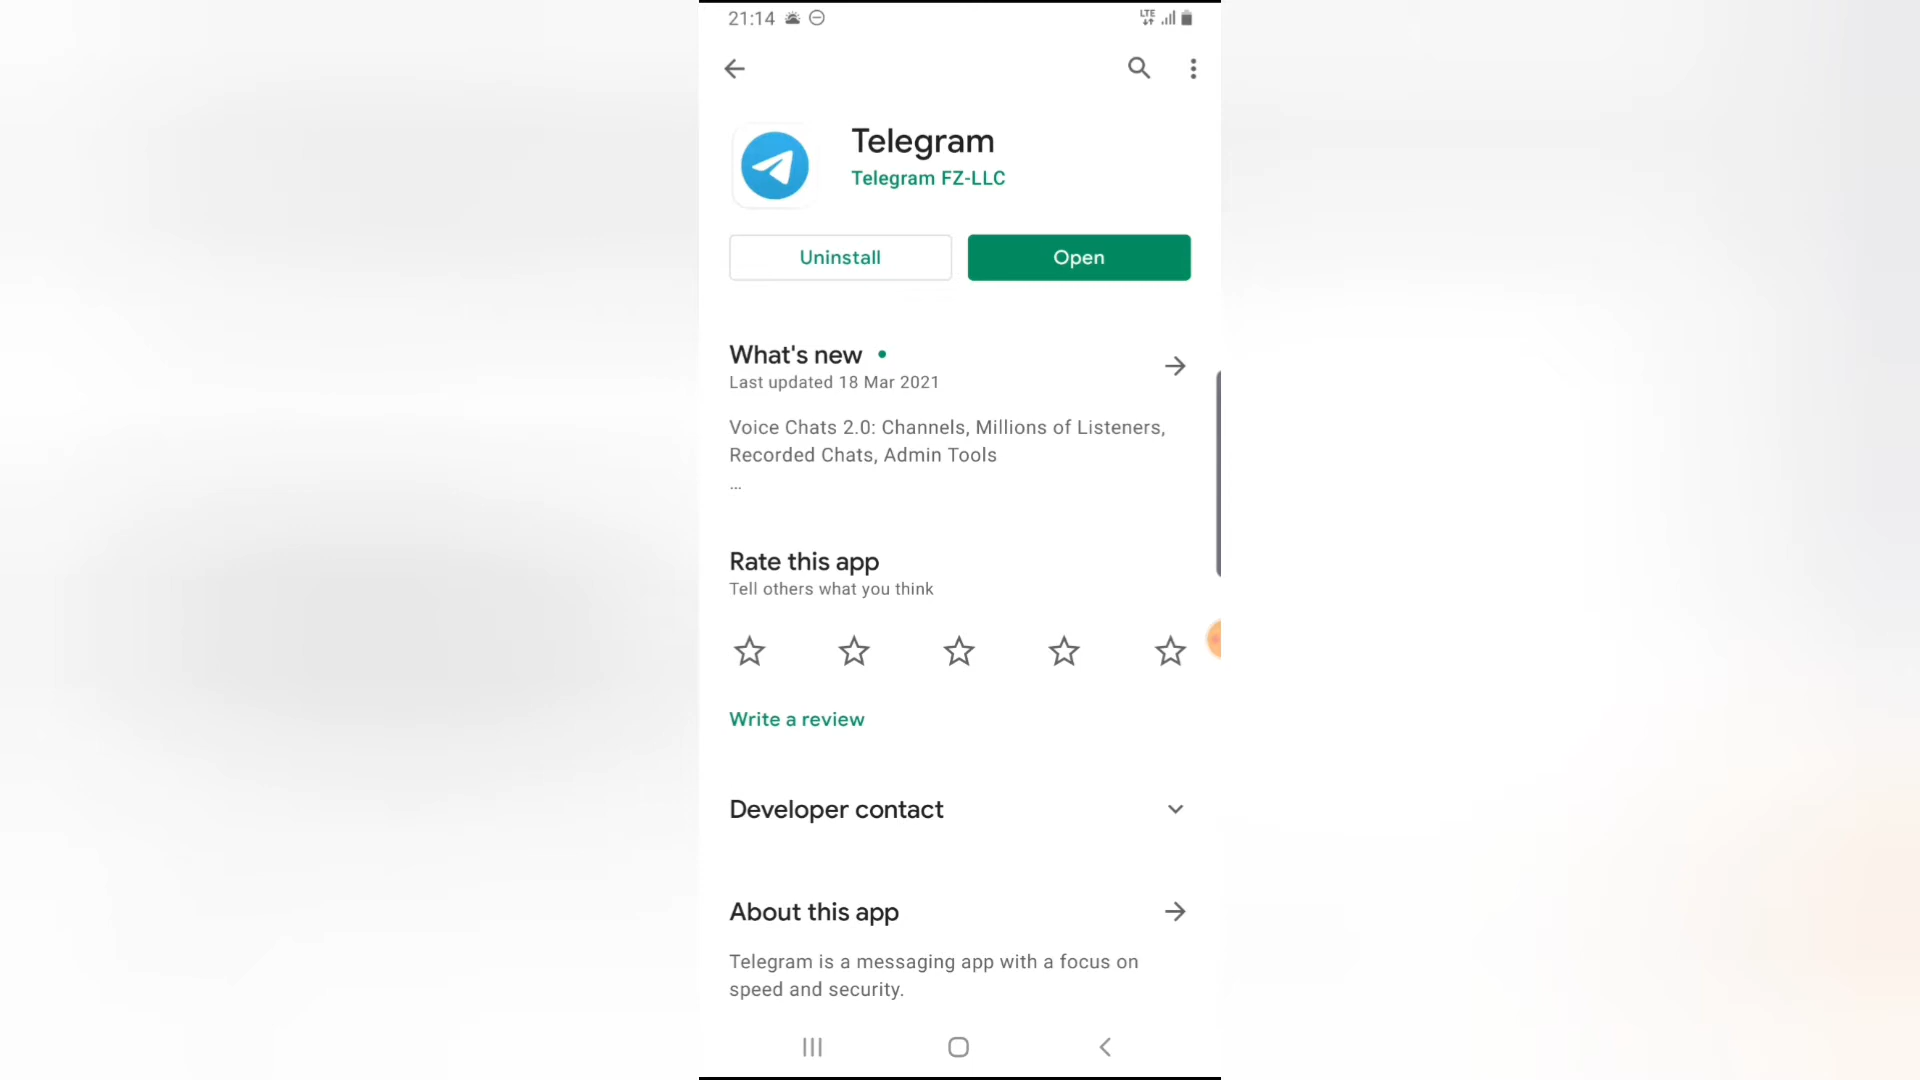 21:14
LTE
Telegram
Telegram FZ-LLC
Uninstall
Open
What's new
Last updated 18 Mar 2021
Voice Chats 2.0: Channels, Millions of Listeners,
Recorded Chats, Admin Tools
...
Rate this app
Tell others what you think
Write a review
Developer contact
About this app
Telegram is a messaging app with a focus on
speed and security.